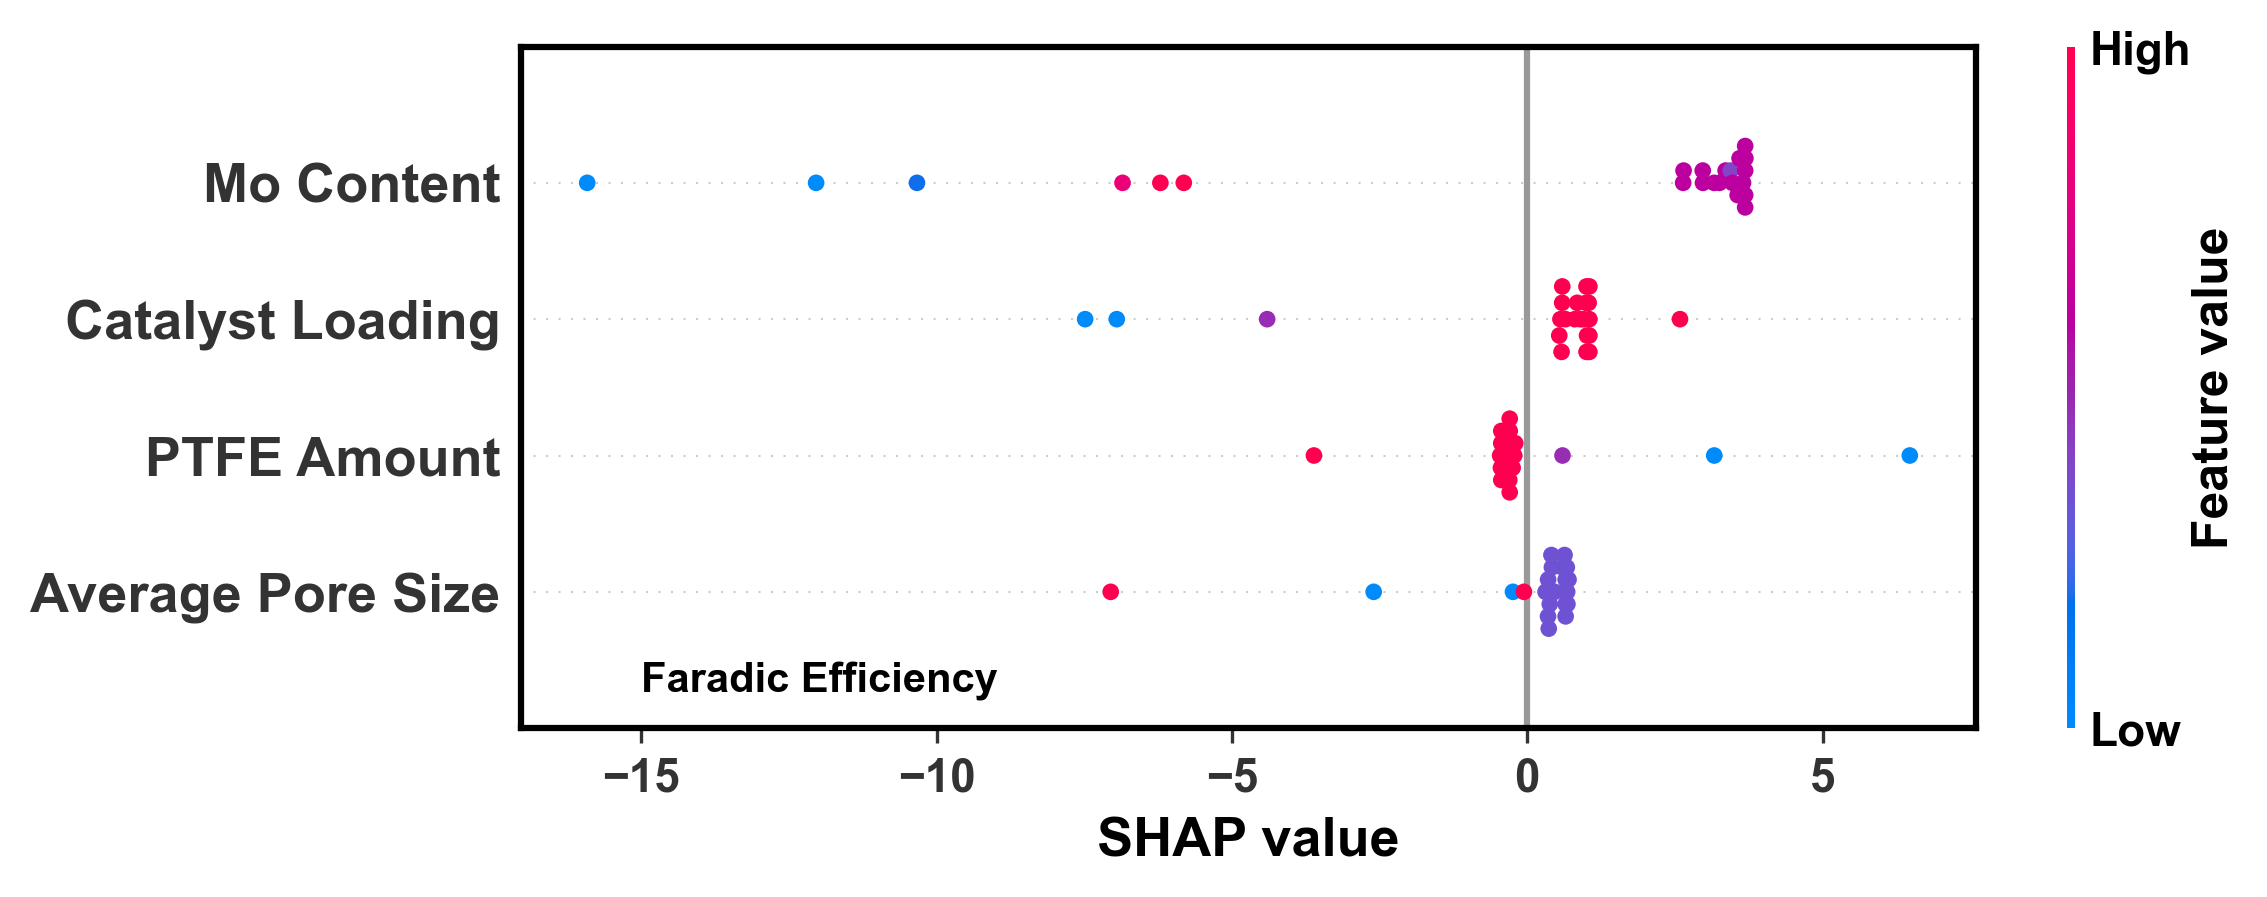 High
Mo Content
Catalyst Loading
PTFE Amount
Average Pore Size
Faradic Efficiency
Feature value
Low
−15 −10 −5 0 5
SHAP value